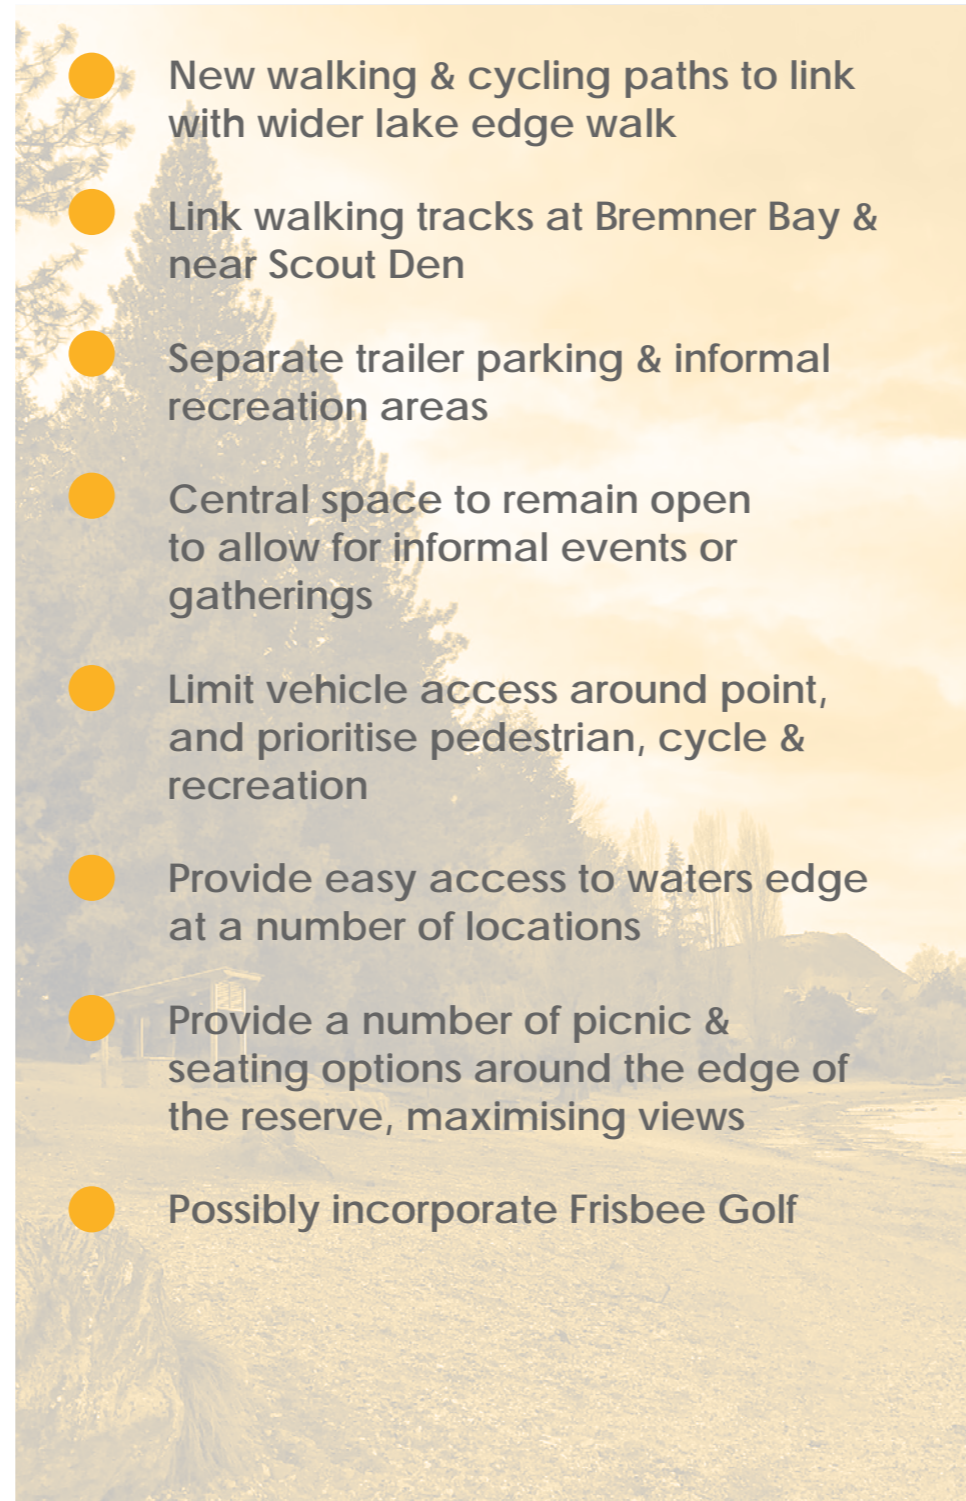 New walking & cycling paths to link
with wider lake edge walk
Link walking tracks at Bremner Bay &
near Scout Den
Separate trailer parking & informal
recreation areas
Central space to remain open
to allow for informal events or
gatherings
Limit vehicle access around point,
and prioritise pedestrian, cycle &
recreation
Provide easy access to waters edge
at a number of locations
Provide a number of picnic &
seating options around the edge of
the reserve, maximising views
Possibly incorporate Frisbee Golf